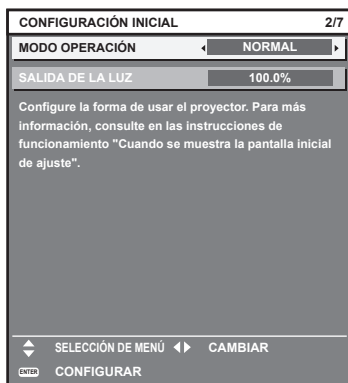 CONFIGURACIÓN INICIAL 2/7
MODO OPERACIÓN NORMAL
SALIDA DE LA LUZ 100.0%
Configure la forma de usar el proyector. Para más
información, consulte en las instrucciones de
funcionamiento "Cuando se muestra la pantalla inicial
de ajuste".
SELECCIÓN DE MENÚ CAMBIAR
ENTER CONFIGURAR